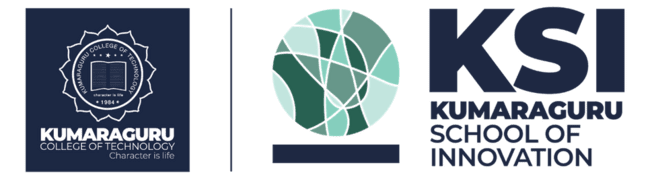 KUMARAGURU COLLEGE OF TECHNOLOGY
character is life
• 1984 •
KUMARAGURU
COLLEGE OF TECHNOLOGY
Character is life
KSI
KUMARAGURU
SCHOOL OF
INNOVATION